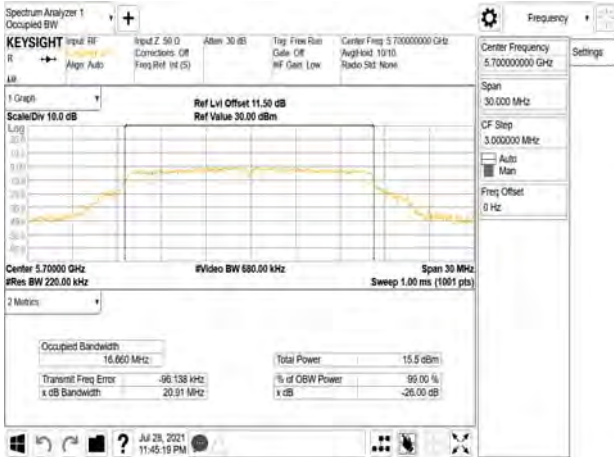 Spectrum Analyzer 1
Occupied BW
+
Frequency
KEYSIGHT
Input: RF
Input Z: 50 Ω
Atten: 30 dB
Trig: Free Run
Center Freq: 5.700000000 GHz
R
Corrections: Off
Gate: Off
Avg|Hold: 10/10
Align: Auto
Freq Ref: Int (S)
#IF Gain: Low
Radio Std: None
Center Frequency
5.700000000 GHz
Settings
Span
30.000 MHz
CF Step
3.000000 MHz
Auto
Man
Freq Offset
0 Hz
1 Graph
Ref Lvl Offset 11.50 dB
Scale/Div 10.0 dB
Ref Value 30.00 dBm
Log
Center 5.70000 GHz
#Video BW 680.00 kHz
Span 30 MHz
#Res BW 220.00 kHz
Sweep 1.00 ms (1001 pts)
2 Metrics
Occupied Bandwidth
16.660 MHz
Total Power
15.5 dBm
Transmit Freq Error
-96.138 kHz
% of OBW Power
99.00 %
x dB Bandwidth
20.91 MHz
x dB
-26.00 dB
?
Jul 28, 2021
11:45:19 PM